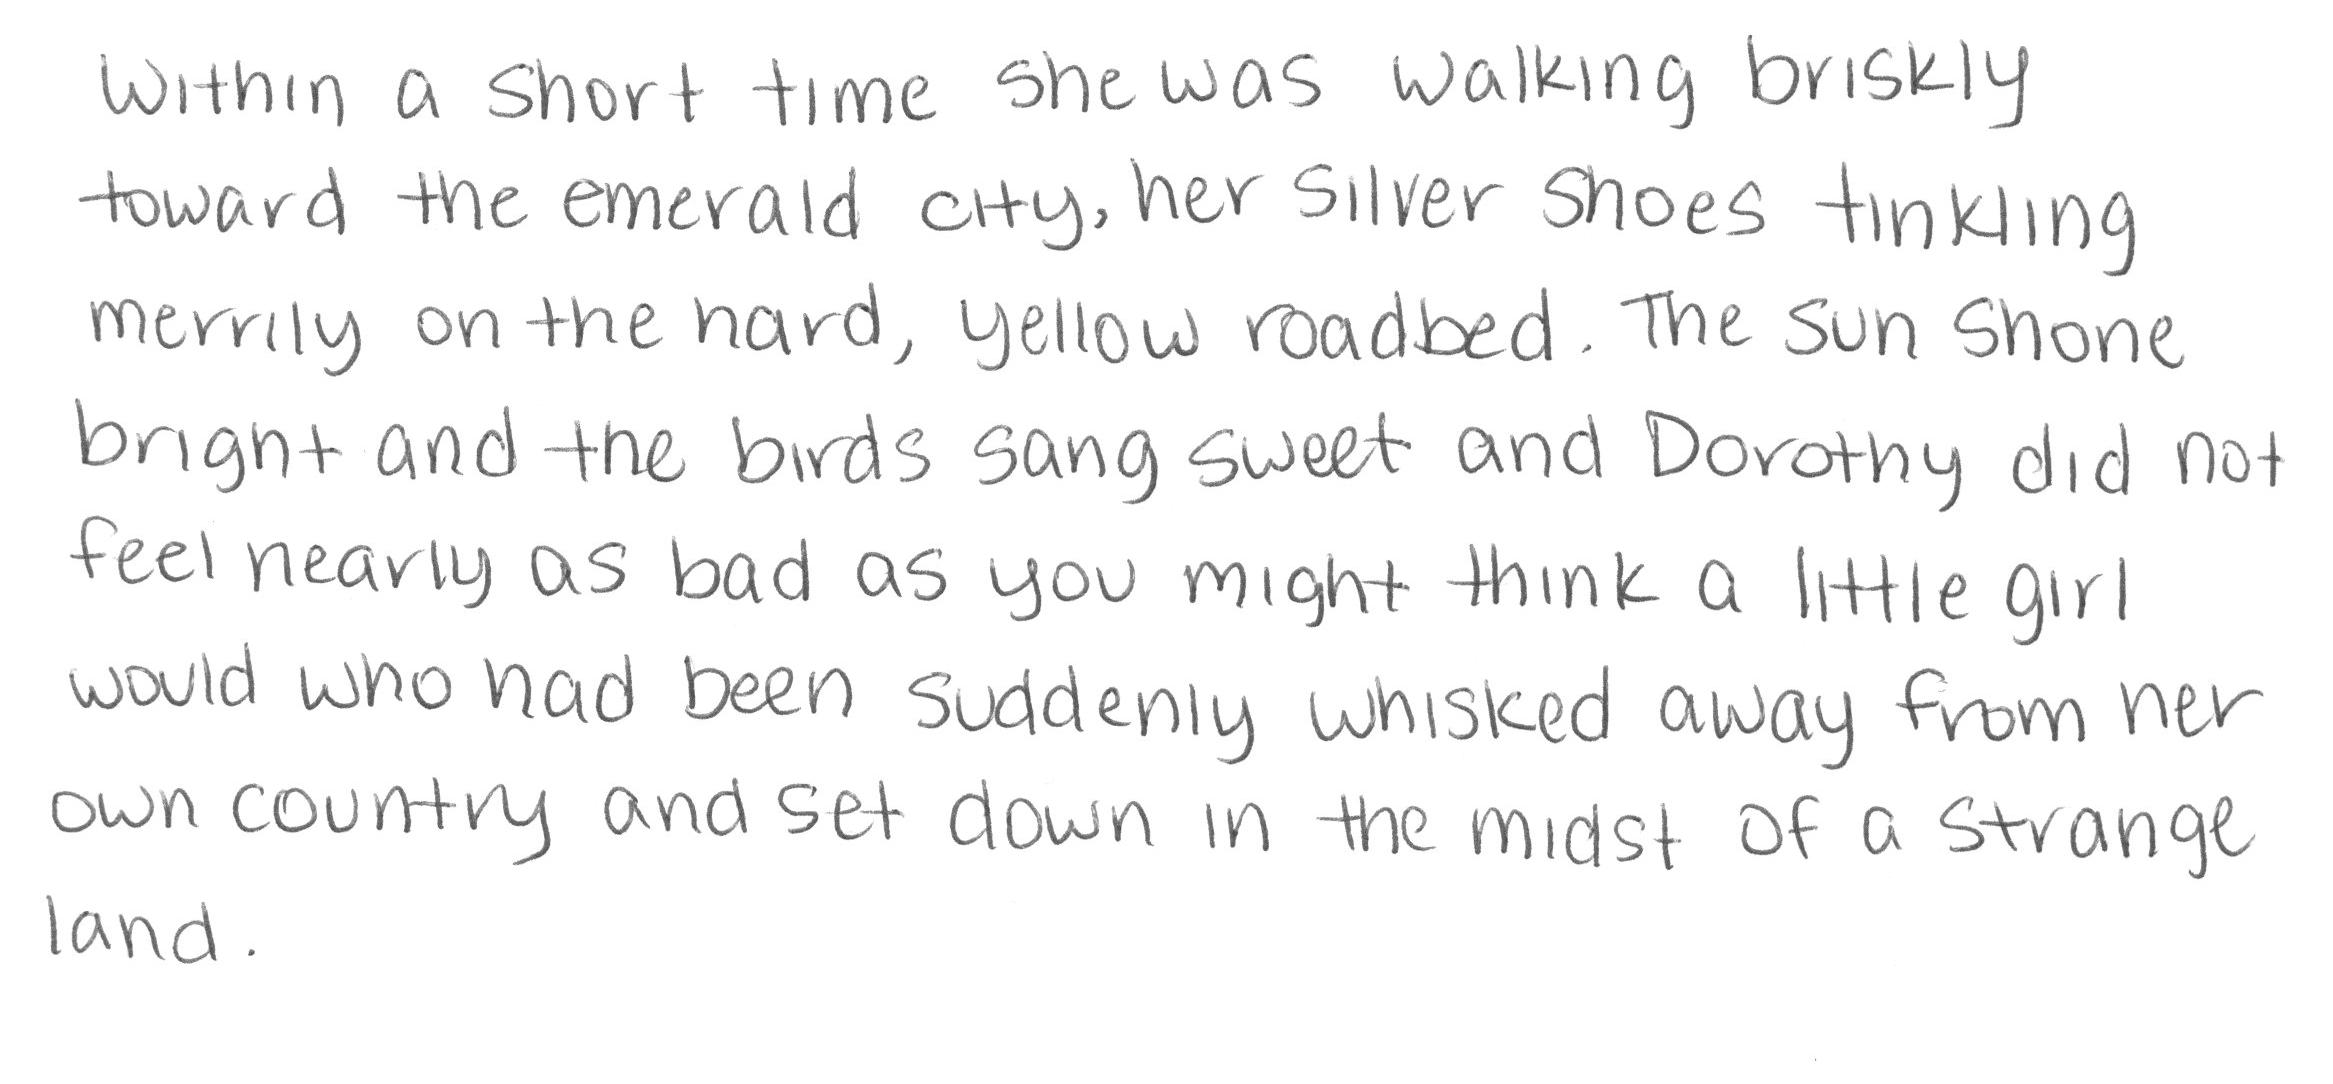 Within a short time she was walking briskly
toward the emerald city, her silver shoes tinkling
merrily on the hard, yellow roadbed. The sun shone
bright and the birds sang sweet and Dorothy did not
feel nearly as bad as you might think a little girl
would who had been suddenly whisked away from her
own country and set down in the midst of a strange
land.